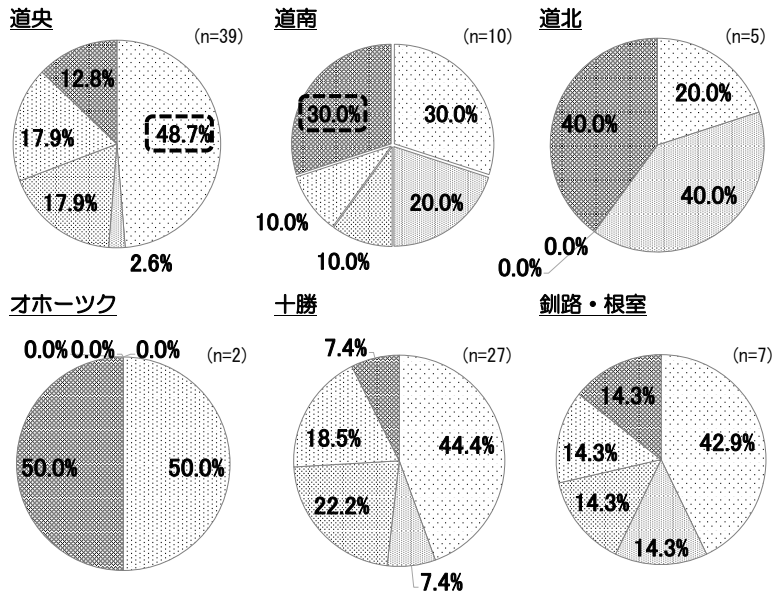 道央
(n=39)
12.8%
48.7%
17.9%
17.9%
2.6%
道南
(n=10)
30.0%
30.0%
20.0%
10.0%
10.0%
道北
(n=5)
20.0%
40.0%
40.0%
0.0%
0.0%
オホーツク
0.0% 0.0% 0.0%
(n=2)
50.0% 50.0%
十勝
7.4%
(n=27)
44.4%
18.5%
22.2%
7.4%
釧路・根室
(n=7)
14.3%
42.9%
14.3%
14.3%
14.3%